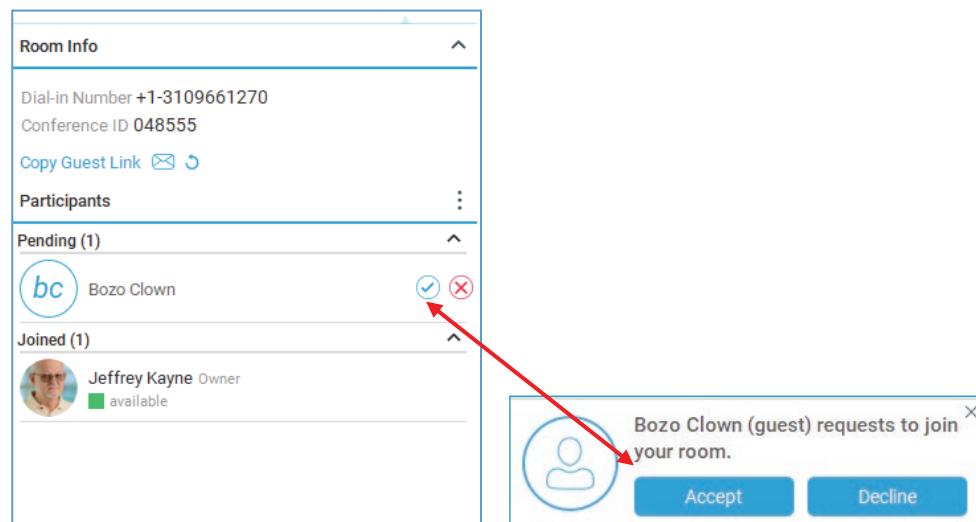 Room Info
Dial-in Number +1-3109661270
Conference ID 048555
Copy Guest Link
Participants
Pending (1)
bc Bozo Clown
Joined (1)
Jeffrey Kayne Owner
available
Bozo Clown (guest) requests to join
your room.
Accept Decline